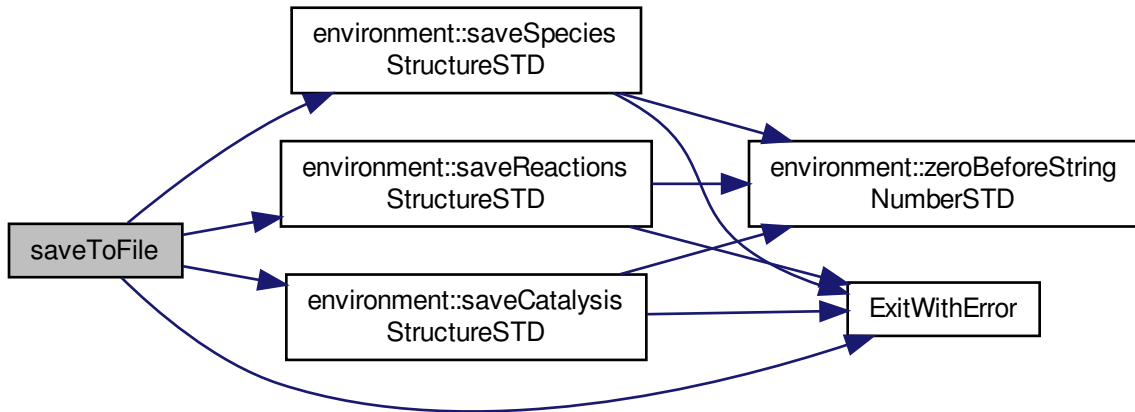 environment::saveSpecies
StructureSTD
environment::saveReactions
StructureSTD
environment::zeroBeforeString
NumberSTD
saveToFile
environment::saveCatalysis
StructureSTD
ExitWithError